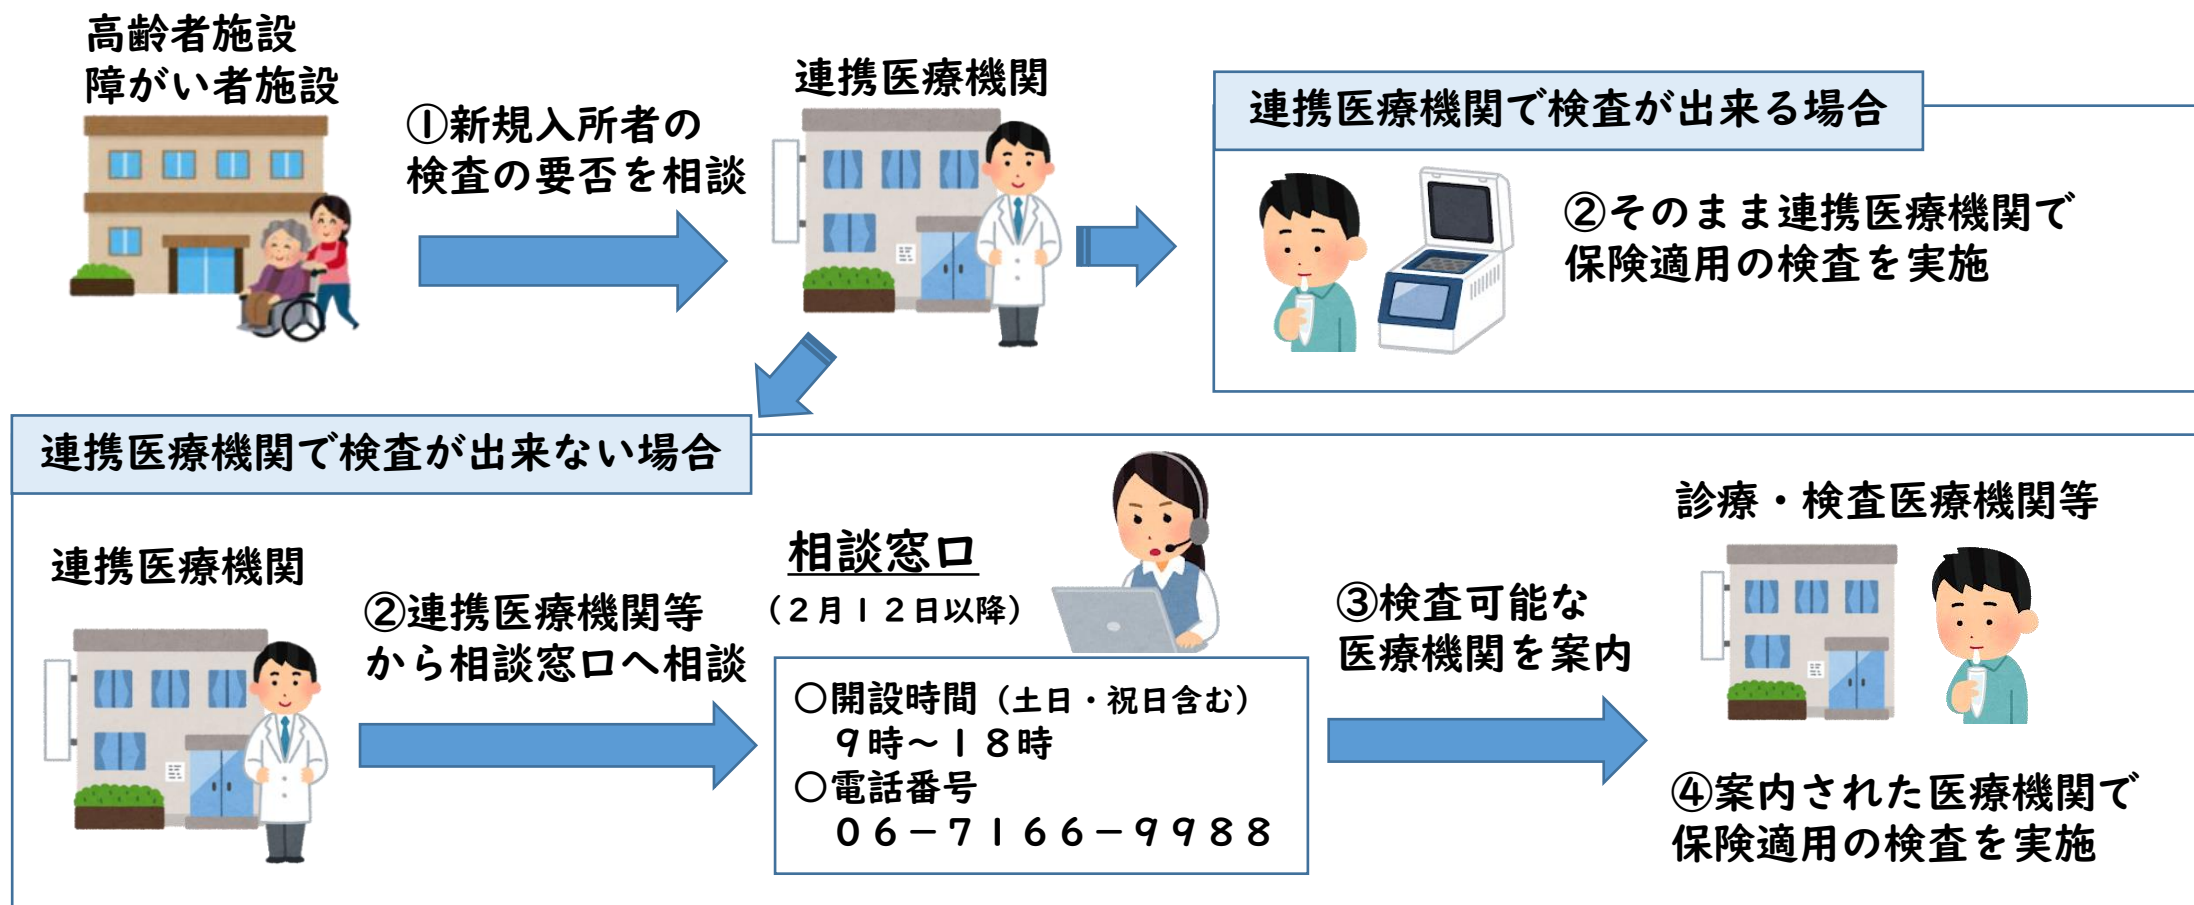 高齢者施設
障がい者施設
①新規入所者の
検査の要否を相談
連携医療機関
連携医療機関で検査が出来る場合
②そのまま連携医療機関で
保険適用の検査を実施
連携医療機関で検査が出来ない場合
連携医療機関
②連携医療機関等
から相談窓口へ相談
相談窓口
（２月１２日以降）
○開設時間（土日・祝日含む）
９時～１８時
○電話番号
０６－７１６６－９９８８
③検査可能な
医療機関を案内
診療・検査医療機関等
④案内された医療機関で
保険適用の検査を実施